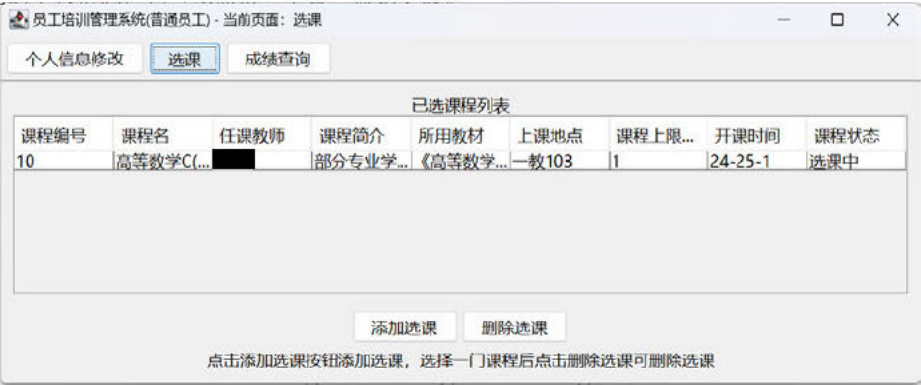 员工培训管理系统(普通员工) - 当前页面：选课
个人信息修改 选课 成绩查询
已选课程列表
课程编号 课程名 任课教师 课程简介 所用教材 上课地点 课程上限... 开课时间 课程状态
10 高等数学C(... 部分专业学... 《高等数学... 一教103 1 24-25-1 选课中
添加选课 删除选课
点击添加选课按钮添加选课，选择一门课程后点击删除选课可删除选课